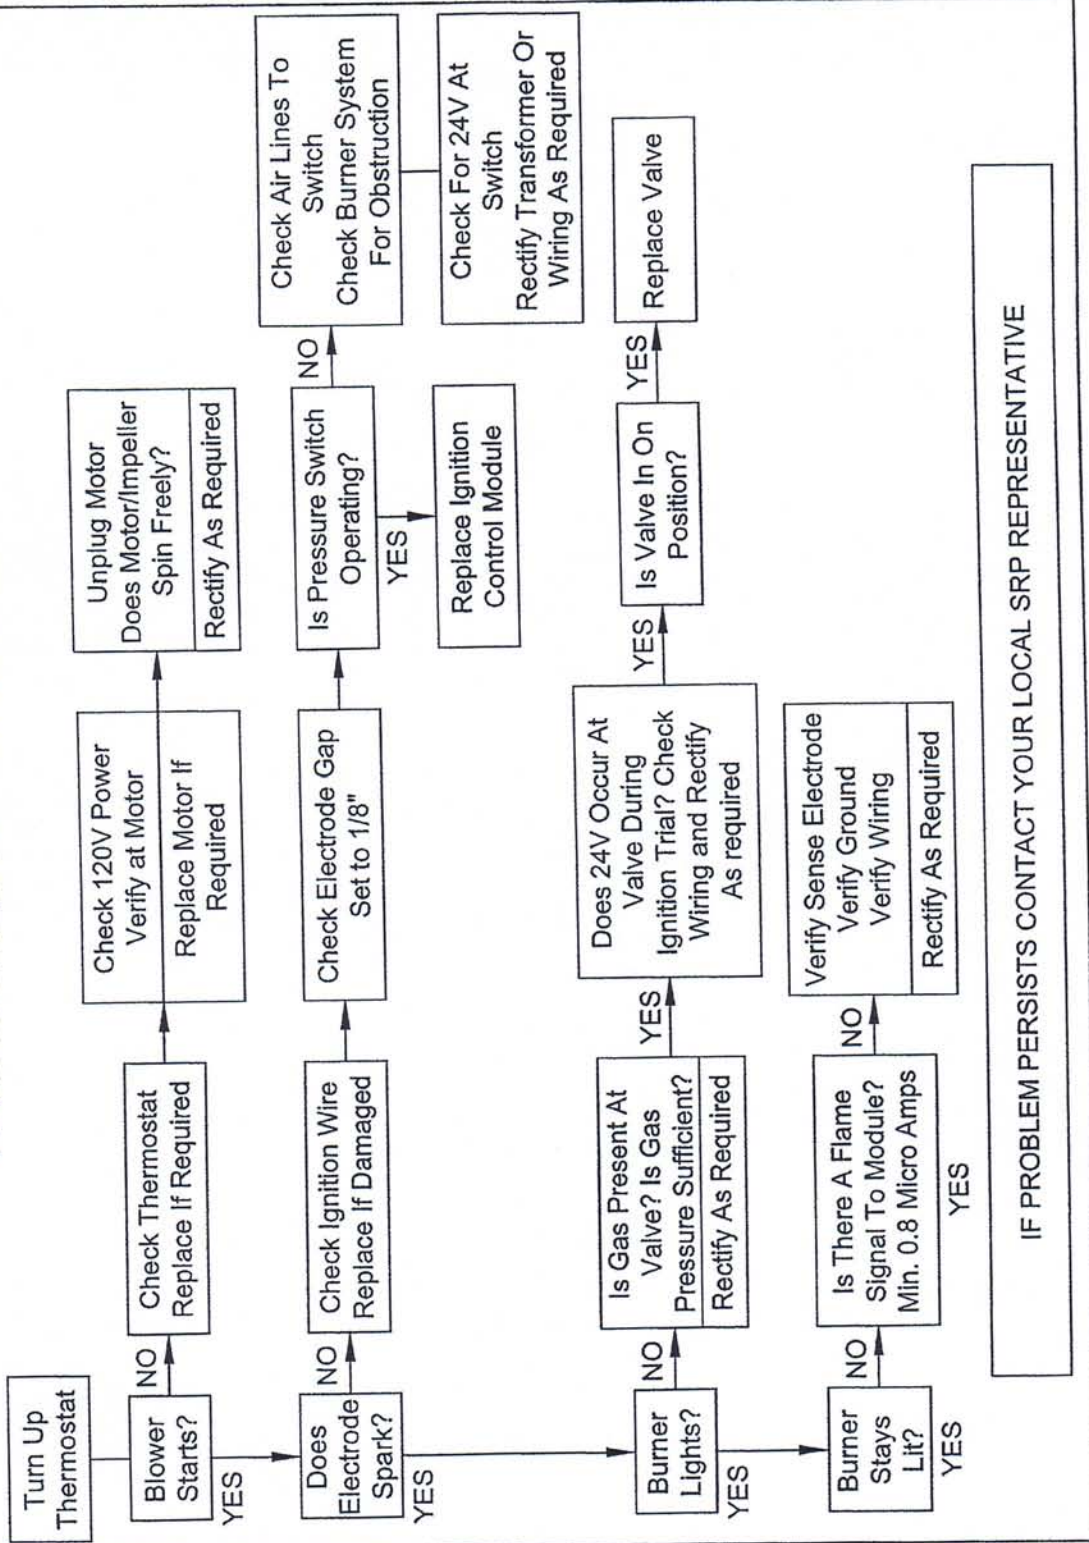 Turn Up
Thermostat
Blower
Starts?
NO
YES
Check Thermostat
Replace If Required
Check 120V Power
Verify at Motor
Replace Motor If
Required
Unplug Motor
Does Motor/Impeller
Spin Freely?
Rectify As Required
Does
Electrode
Spark?
NO
YES
Check Ignition Wire
Replace If Damaged
Check Electrode Gap
Set to 1/8"
Is Pressure Switch
Operating?
NO
YES
Check Air Lines To
Switch
Check Burner System
For Obstruction
Replace Ignition
Control Module
Check For 24V At
Switch
Rectify Transformer Or
Wiring As Required
Burner
Lights?
NO
YES
Is Gas Present At
Valve? Is Gas
Pressure Sufficient?
Rectify As Required
YES
Does 24V Occur At
Valve During
Ignition Trial? Check
Wiring and Rectify
As required
YES
Is Valve In On
Position?
YES
Replace Valve
Burner
Stays
Lit?
NO
YES
Is There A Flame
Signal To Module?
Min. 0.8 Micro Amps
NO
YES
Verify Sense Electrode
Verify Ground
Verify Wiring
Rectify As Required
IF PROBLEM PERSISTS CONTACT YOUR LOCAL SRP REPRESENTATIVE